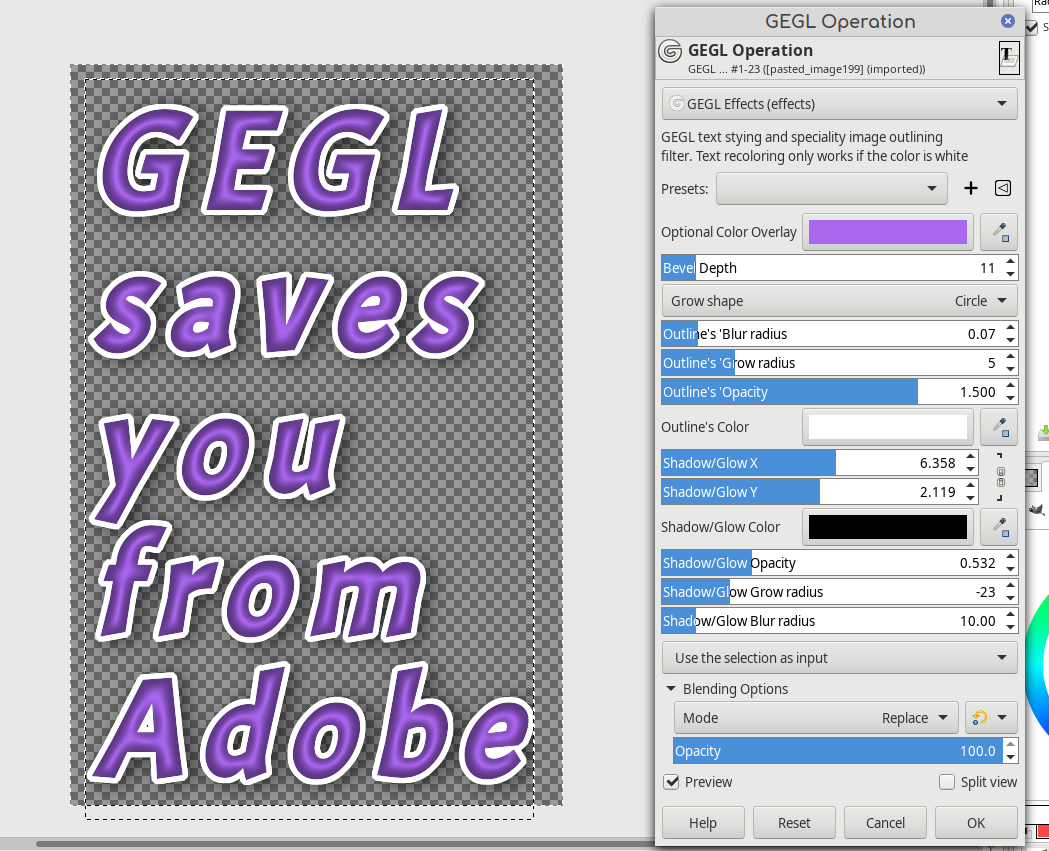 GEGL
saves
you
from
Adobe
GEGL Operation
GEGL Operation
GEGL ... #1-23 ([pasted_image199] (imported))
T
GEGL Effects (effects)
GEGL text stying and speciality image outlining
filter. Text recoloring only works if the color is white
Presets:
Optional Color Overlay
Bevel Depth 11
Grow shape Circle
Outline's 'Blur radius 0.07
Outline's 'Grow radius 5
Outline's 'Opacity 1.500
Outline's Color
Shadow/Glow X 6.358
Shadow/Glow Y 2.119
Shadow/Glow Color
Shadow/Glow Opacity 0.532
Shadow/Glow Grow radius -23
Shadow/Glow Blur radius 10.00
Use the selection as input
Blending Options
Mode Replace
Opacity 100.0
Preview Split view
Help Reset Cancel OK